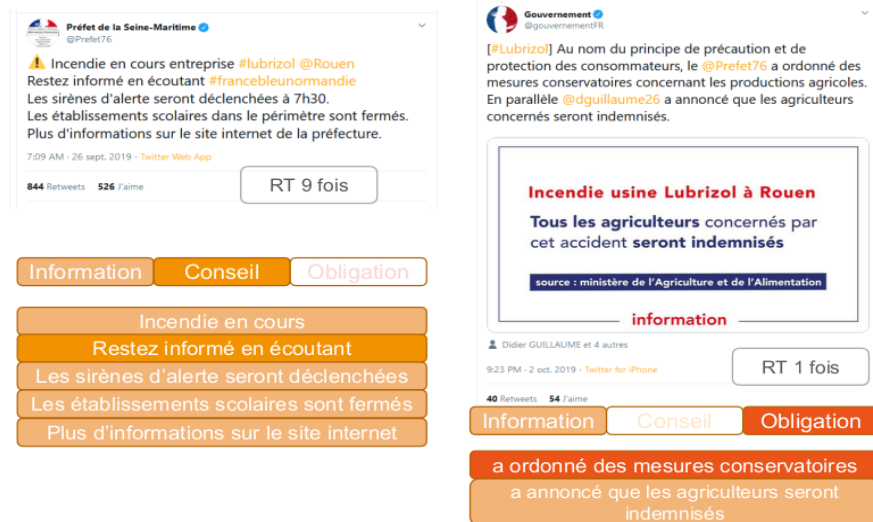 Préfet de la Seine-Maritime
@Prefet76
Incendie en cours entreprise #lubrizol @Rouen
Restez informé en écoutant #francebleunormandie
Les sirènes d'alerte seront déclenchées à 7h30.
Les établissements scolaires dans le périmètre sont fermés.
Plus d'informations sur le site internet de la préfecture.
7:09 AM - 26 sept. 2019 - Twitter Web App
844 Retweets 526 J'aime
RT 9 fois
Information Conseil Obligation
Incendie en cours
Restez informé en écoutant
Les sirènes d'alerte seront déclenchées
Les établissements scolaires sont fermés
Plus d'informations sur le site internet
Gouvernement
@gouvernementFR
[#Lubrizol] Au nom du principe de précaution et de
protection des consommateurs, le @Prefet76 a ordonné des
mesures conservatoires concernant les productions agricoles.
En parallèle @dguillaume26 a annoncé que les agriculteurs
concernés seront indemnisés.
Incendie usine Lubrizol à Rouen
Tous les agriculteurs concernés par
cet accident seront indemnisés
source : ministère de l'Agriculture et de l'Alimentation
information
Didier GUILLAUME et 4 autres
9:23 PM - 2 oct. 2019 - Twitter for iPhone
RT 1 fois
40 Retweets 54 J'aime
Information Conseil Obligation
a ordonné des mesures conservatoires
a annoncé que les agriculteurs seront
indemnisés